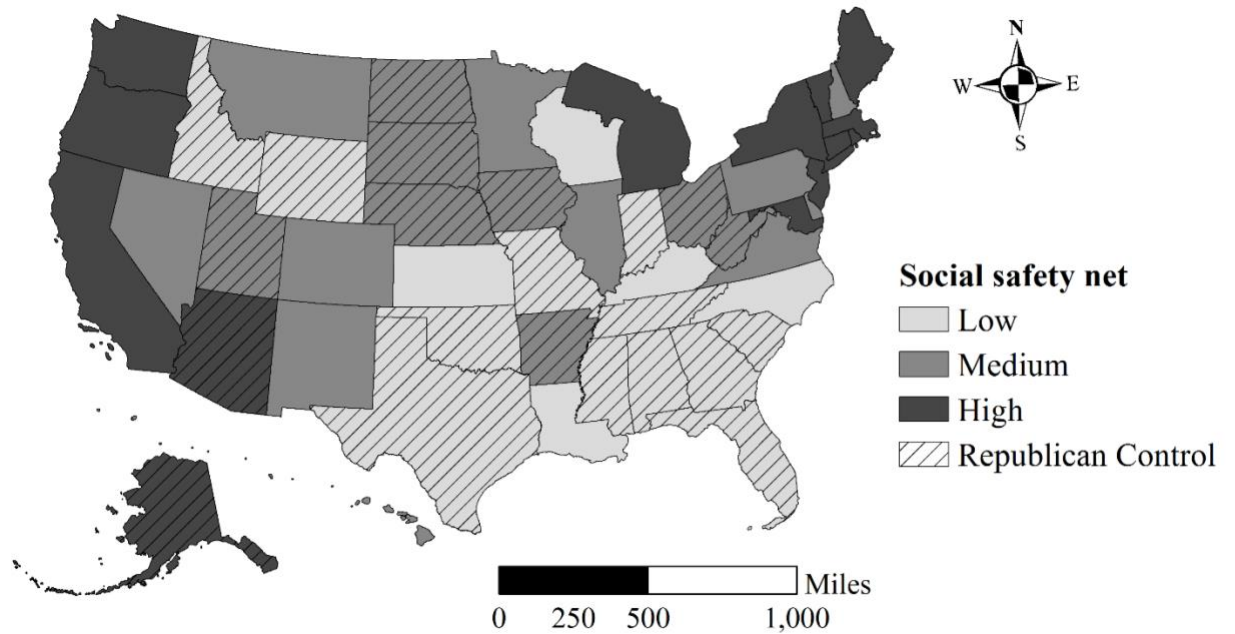 N
W E
S
Social safety net
Low
Medium
High
Republican Control
Miles
0 250 500 1,000